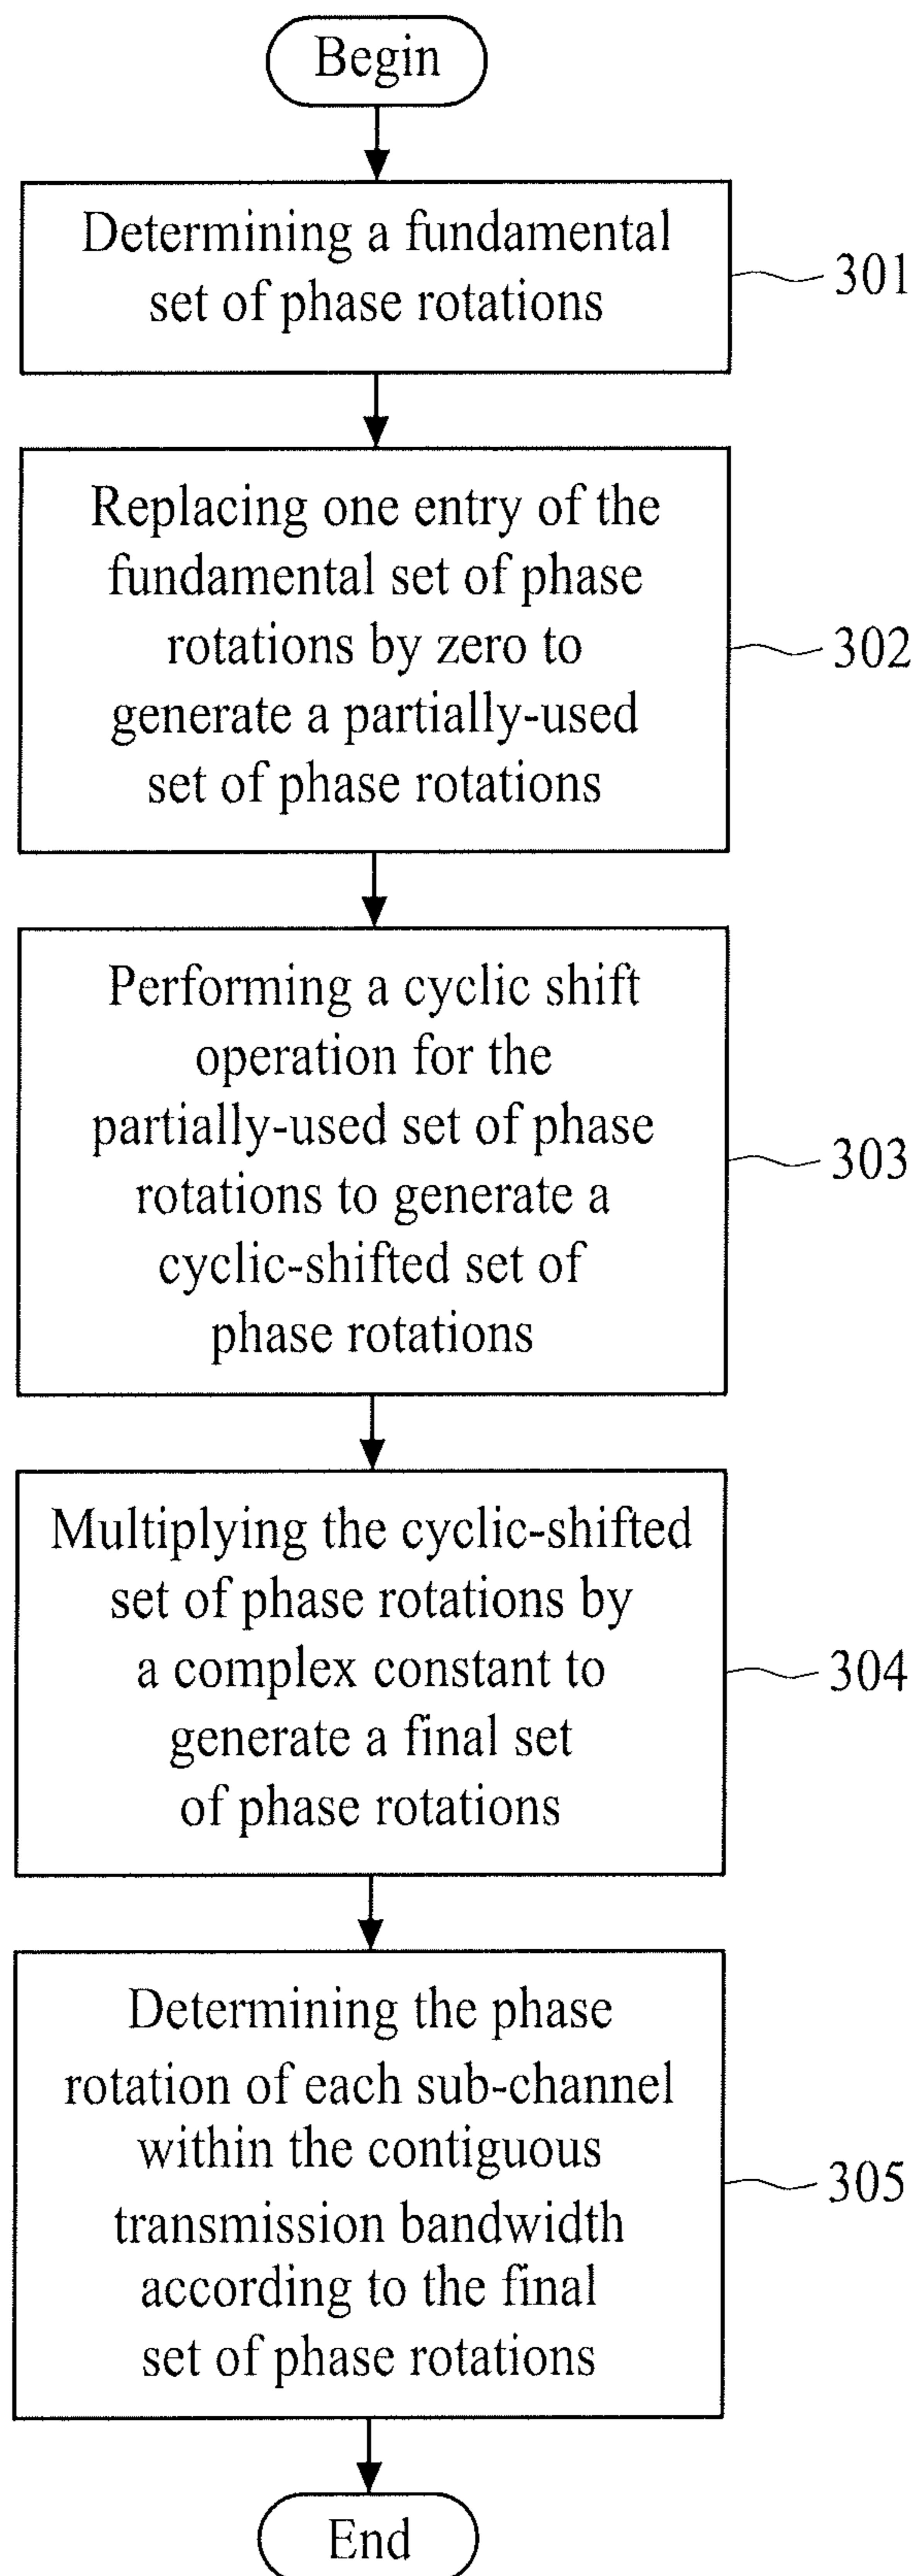 Begin
Determining a fundamental
set of phase rotations
301
Replacing one entry of the
fundamental set of phase
rotations by zero to
generate a partially-used
set of phase rotations
302
Performing a cyclic shift
operation for the
partially-used set of phase
rotations to generate a
cyclic-shifted set of
phase rotations
303
Multiplying the cyclic-shifted
set of phase rotations by
a complex constant to
generate a final set
of phase rotations
304
Determining the phase
rotation of each sub-channel
within the contiguous
transmission bandwidth
according to the final
set of phase rotations
305
End